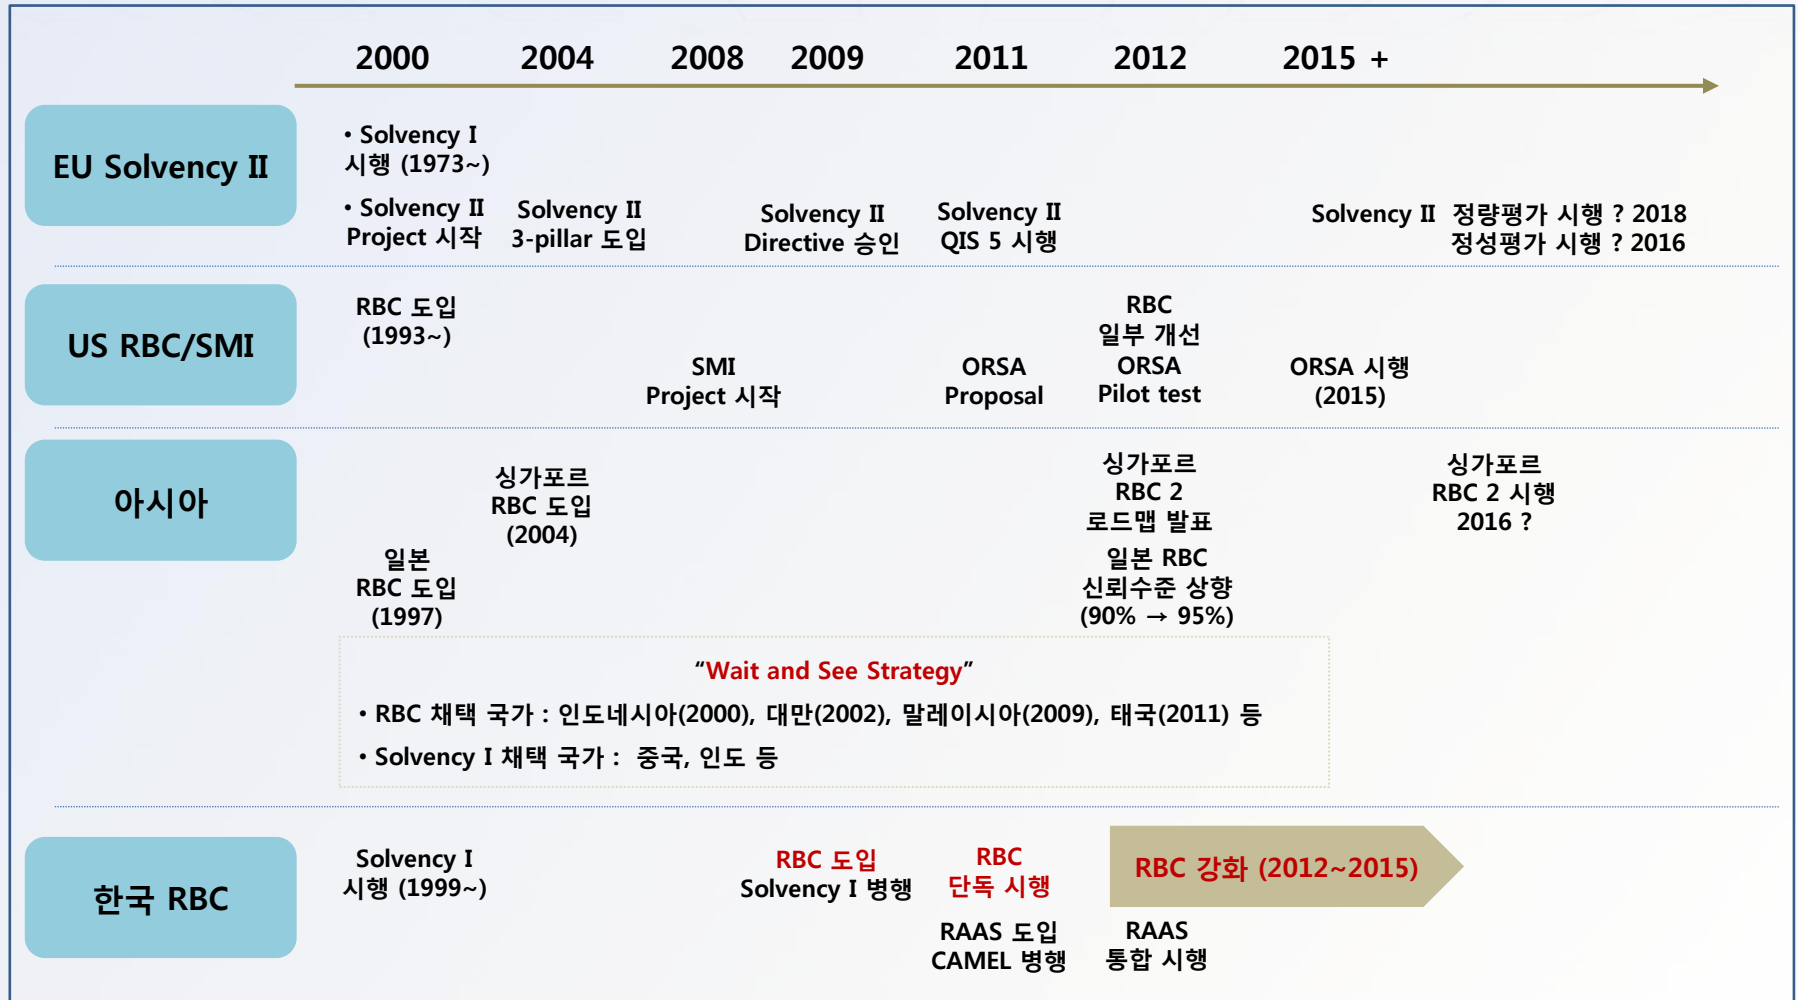 2000 2004 2008 2009 2011 2012 2015 +
EU Solvency II
• Solvency I
시행 (1973~)
• Solvency II
Project 시작
Solvency II
3-pillar 도입
Solvency II
Directive 승인
Solvency II
QIS 5 시행
Solvency II 정량평가 시행 ? 2018
정성평가 시행 ? 2016
US RBC/SMI
RBC 도입
(1993~)
SMI
Project 시작
ORSA
Proposal
RBC
일부 개선
ORSA
Pilot test
ORSA 시행
(2015)
아시아
싱가포르
RBC 도입
(2004)
일본
RBC 도입
(1997)
싱가포르
RBC 2
로드맵 발표
일본 RBC
신뢰수준 상향
(90% → 95%)
싱가포르
RBC 2 시행
2016 ?
“Wait and See Strategy”
• RBC 채택 국가 : 인도네시아(2000), 대만(2002), 말레이시아(2009), 태국(2011) 등
• Solvency I 채택 국가 : 중국, 인도 등
한국 RBC
Solvency I
시행 (1999~)
RBC 도입
Solvency I 병행
RBC
단독 시행
RAAS 도입
CAMEL 병행
RBC 강화 (2012~2015)
RAAS
통합 시행